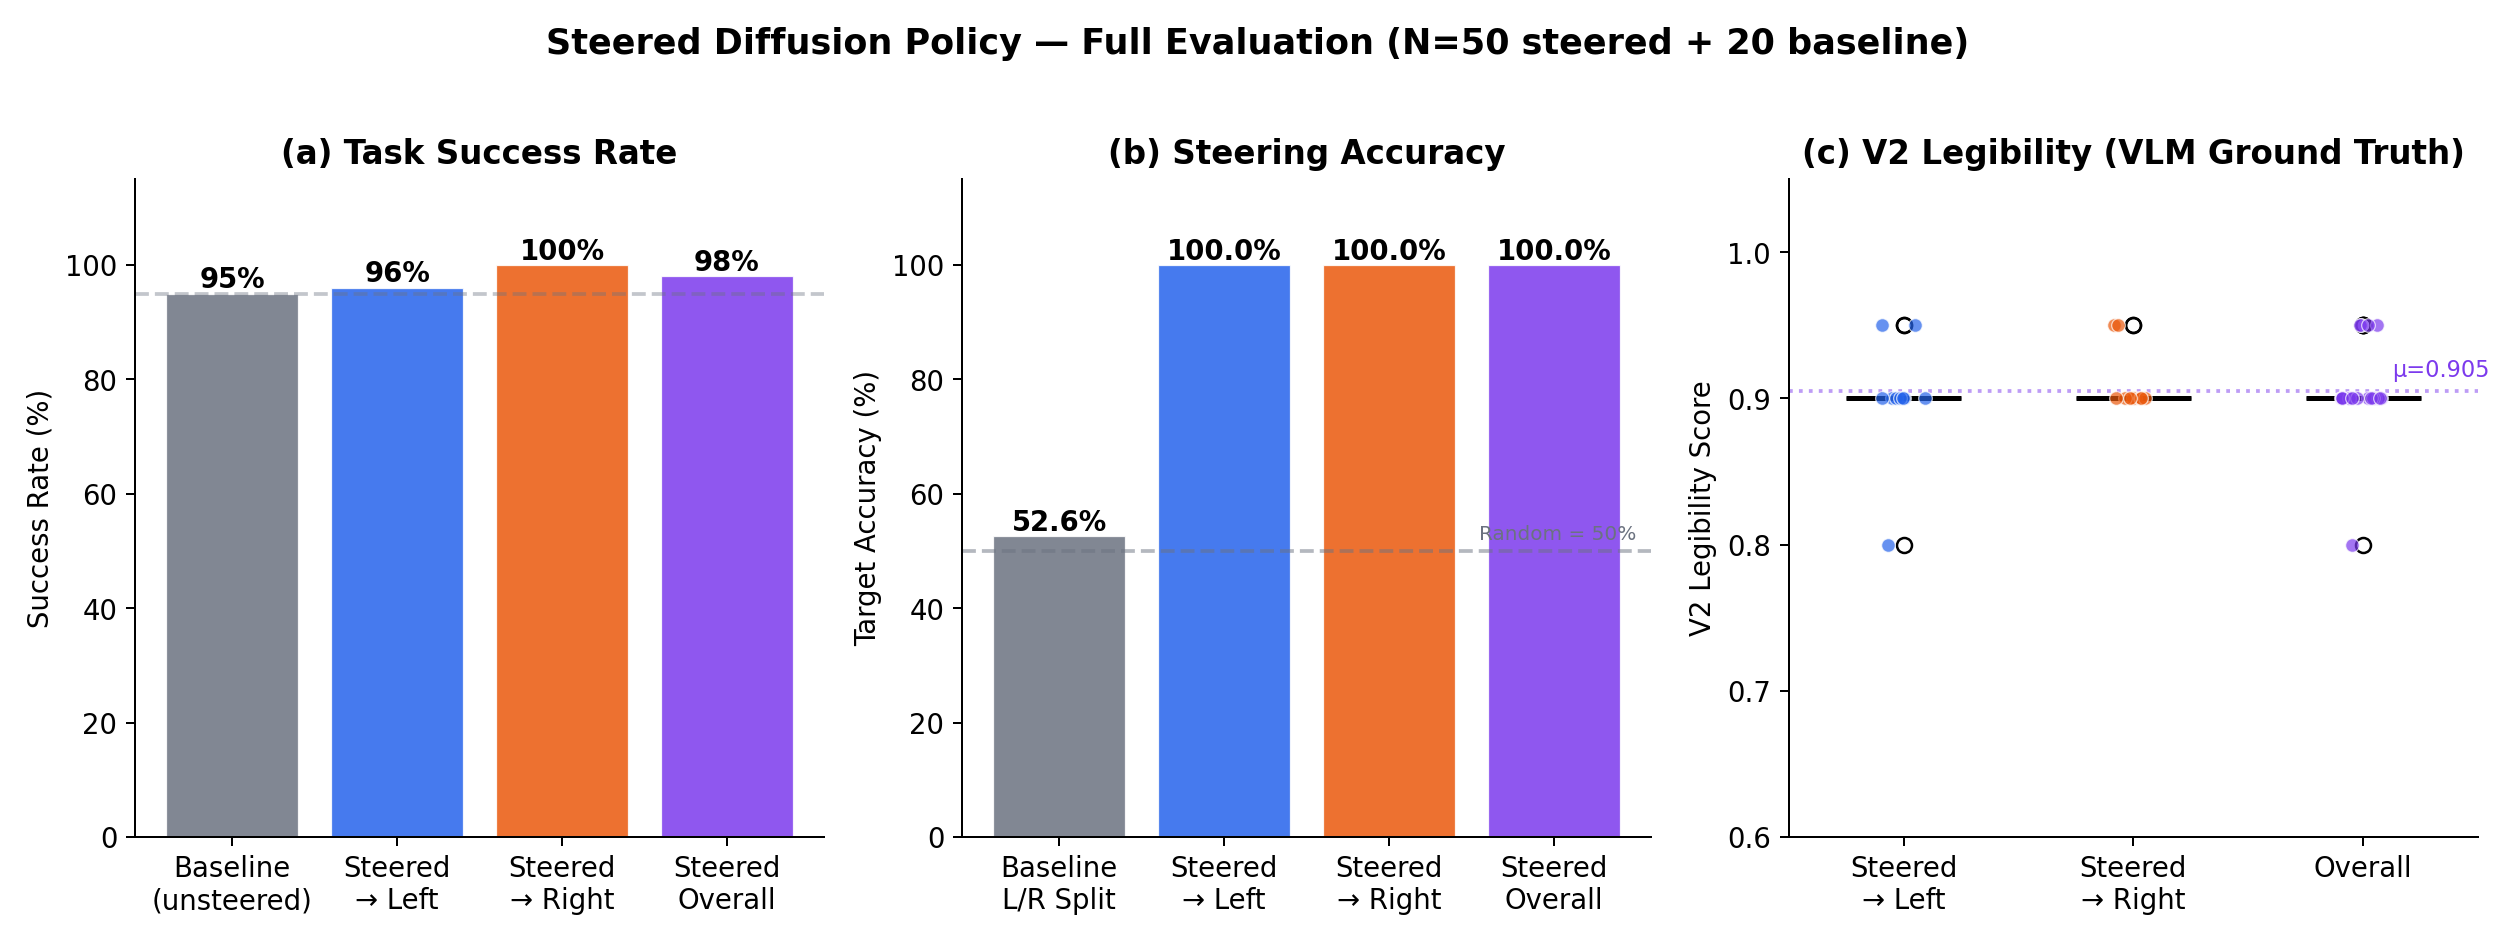 Steered Diffusion Policy — Full Evaluation (N=50 steered + 20 baseline)
(a) Task Success Rate
Success Rate (%)
100
80
60
40
20
0
95%
96%
100%
98%
Baseline
(unsteered)
Steered
→ Left
Steered
→ Right
Steered
Overall
(b) Steering Accuracy
Target Accuracy (%)
100
80
60
40
20
0
52.6%
100.0%
100.0%
100.0%
Random = 50%
Baseline
L/R Split
Steered
→ Left
Steered
→ Right
Steered
Overall
(c) V2 Legibility (VLM Ground Truth)
V2 Legibility Score
1.0
0.9
0.8
0.7
0.6
μ=0.905
Steered
→ Left
Steered
→ Right
Overall